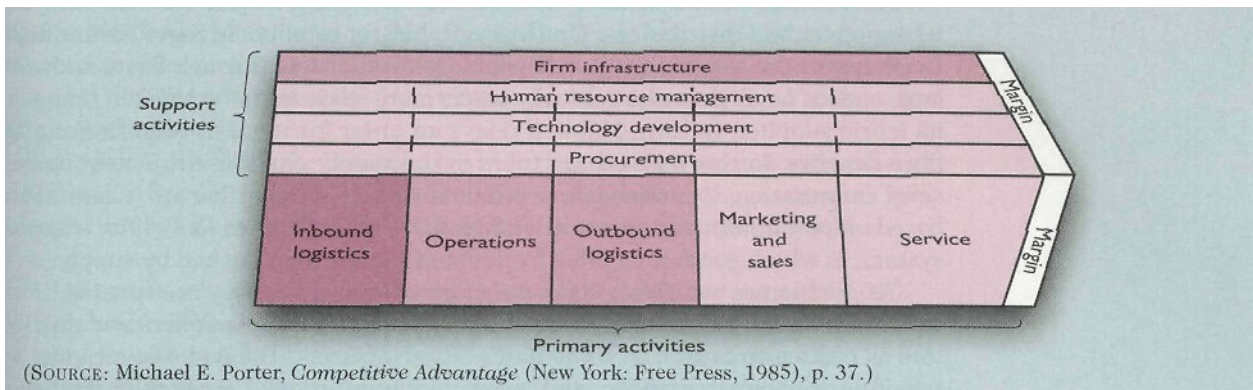 Firm infrastructure
Human resource management
Technology development
Procurement
Support
activities
Margin
Inbound
logistics
Operations
Outbound
logistics
Marketing
and
sales
Service
Margin
Primary activities
(SOURCE: Michael E. Porter, Competitive Advantage (New York: Free Press, 1985), p. 37.)